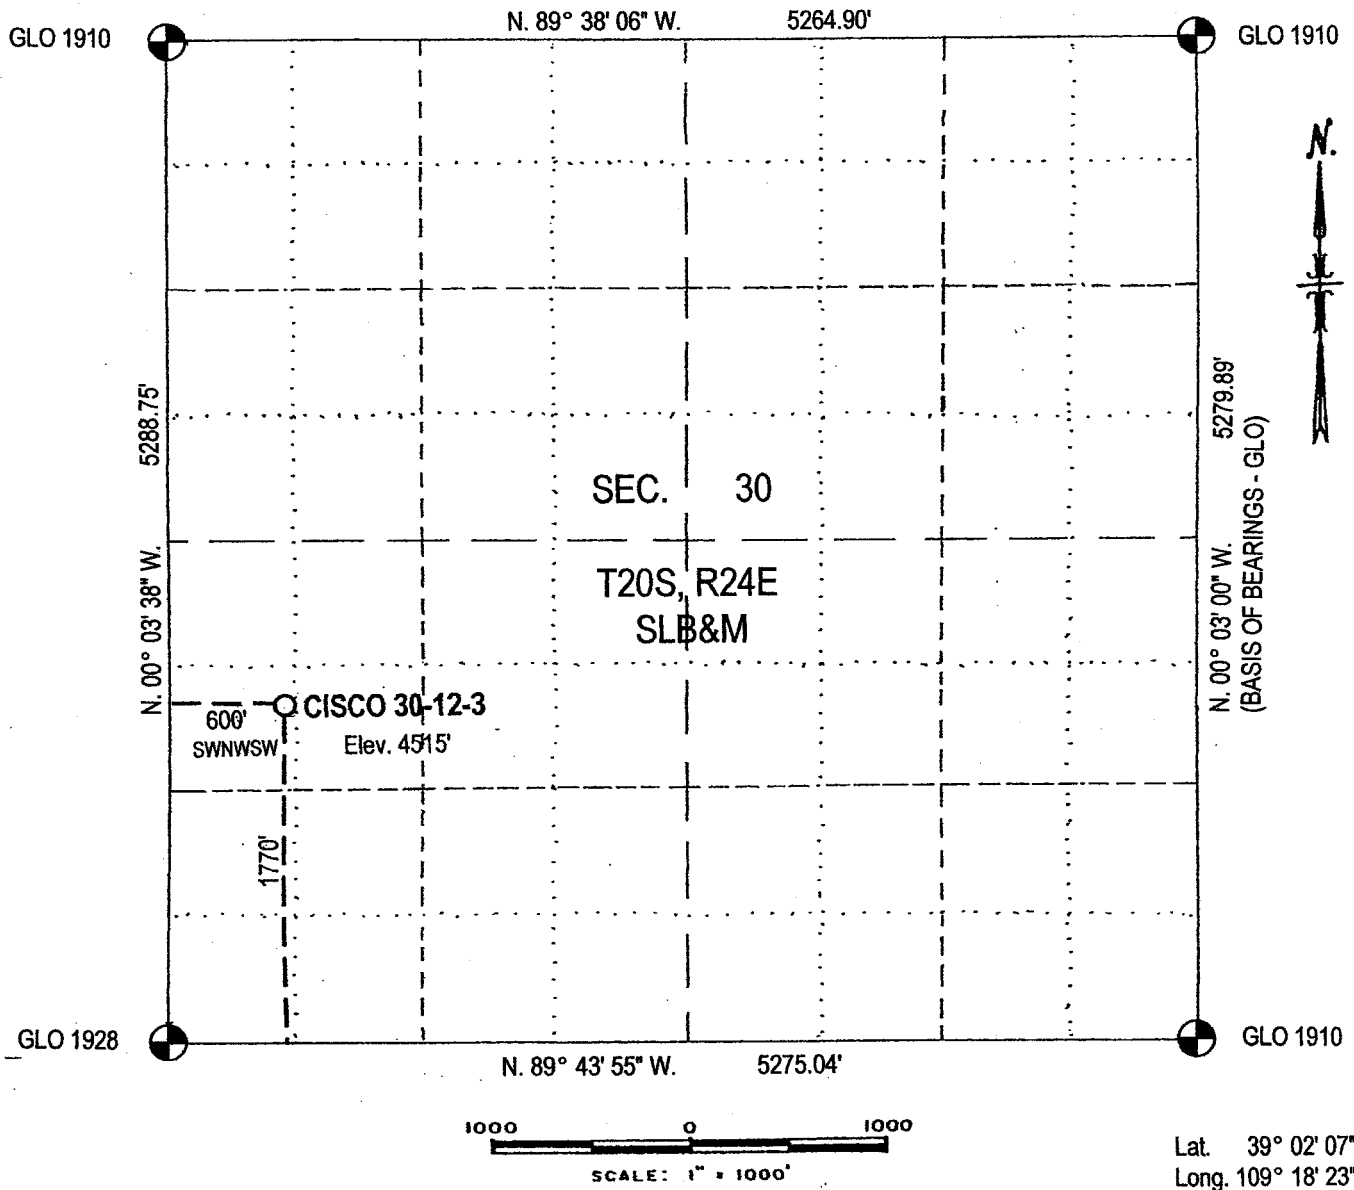 N. 89° 38' 06" W. 5264.90'
GLO 1910
GLO 1910
N.
5288.75'
N. 00° 03' 38" W.
5279.89'
N. 00° 03' 00" W.
(BASIS OF BEARINGS - GLO)
SEC. 30
T20S, R24E
SLB&M
CISCO 30-12-3
600'
SWNWSW
Elev. 4515'
1770'
GLO 1928
GLO 1910
N. 89° 43' 55" W. 5275.04'
1000 0 1000
SCALE: 1" = 1000'
Lat. 39° 02' 07"
Long. 109° 18' 23"